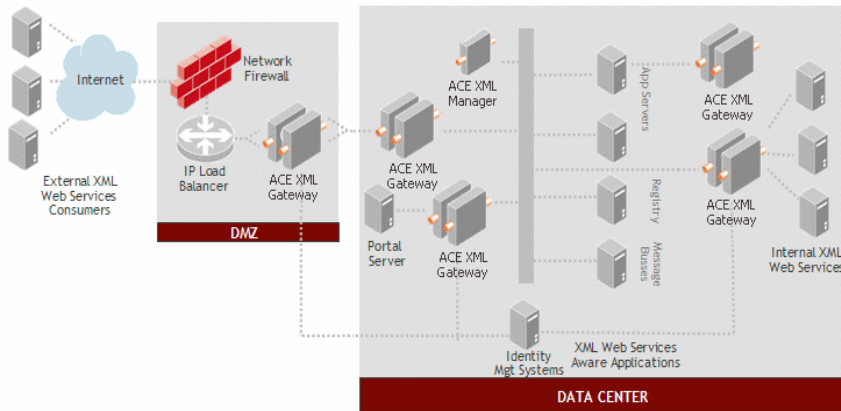 Internet
External XML
Web Services
Consumers
Network
Firewall
IP Load
Balancer
ACE XML
Gateway
DMZ
ACE XML
Manager
ACE XML
Gateway
Portal
Server
ACE XML
Gateway
App Servers
Registry
Message
Busses
ACE XML
Gateway
ACE XML
Gateway
Internal XML
Web Services
Identity
Mgt Systems
XML Web Services
Aware Applications
DATA CENTER